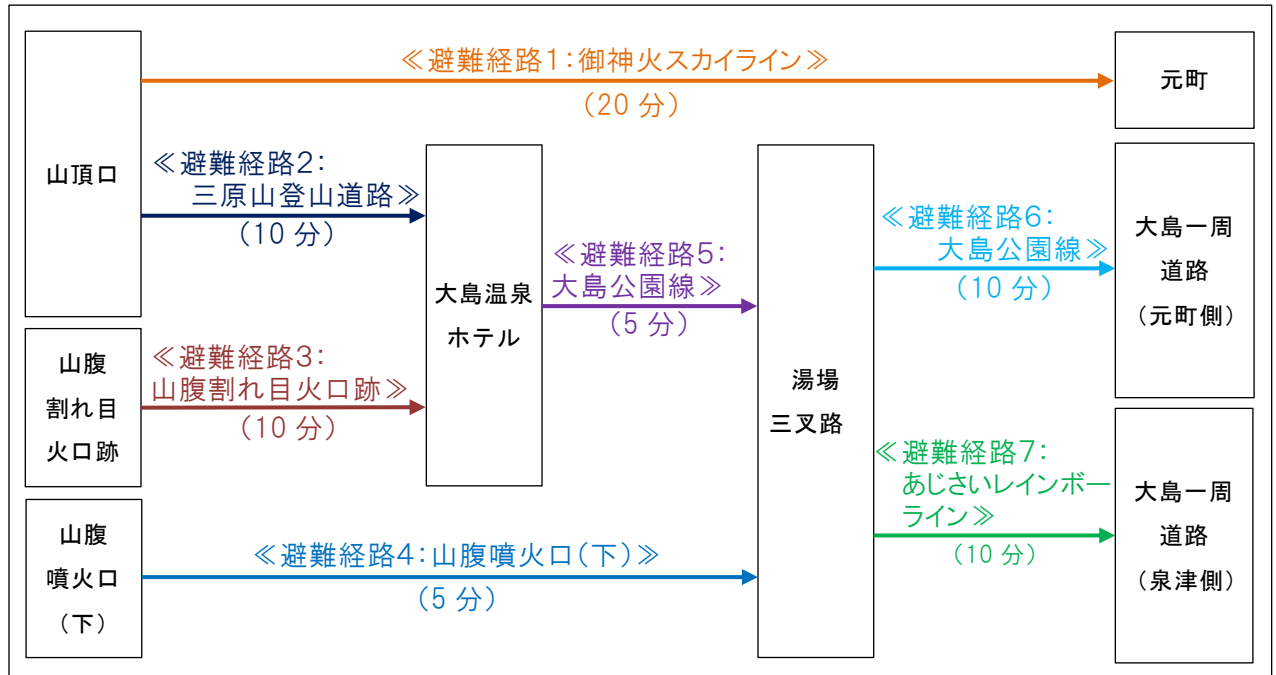 ≪避難経路1:御神火スカイライン≫
(20 分)
元町
山頂口
≪避難経路2:
三原山登山道路≫
(10 分)
≪避難経路3:
山腹割れ目火口跡≫
(10 分)
山腹
割れ目
火口跡
大島温泉
ホテル
≪避難経路5:
大島公園線≫
(5 分)
湯場
三叉路
≪避難経路6:
大島公園線≫
(10 分)
大島一周
道路
(元町側)
≪避難経路7:
あじさいレインボー
ライン≫
(10 分)
大島一周
道路
(泉津側)
山腹
噴火口
(下)
≪避難経路4:山腹噴火口(下)≫
(5 分)